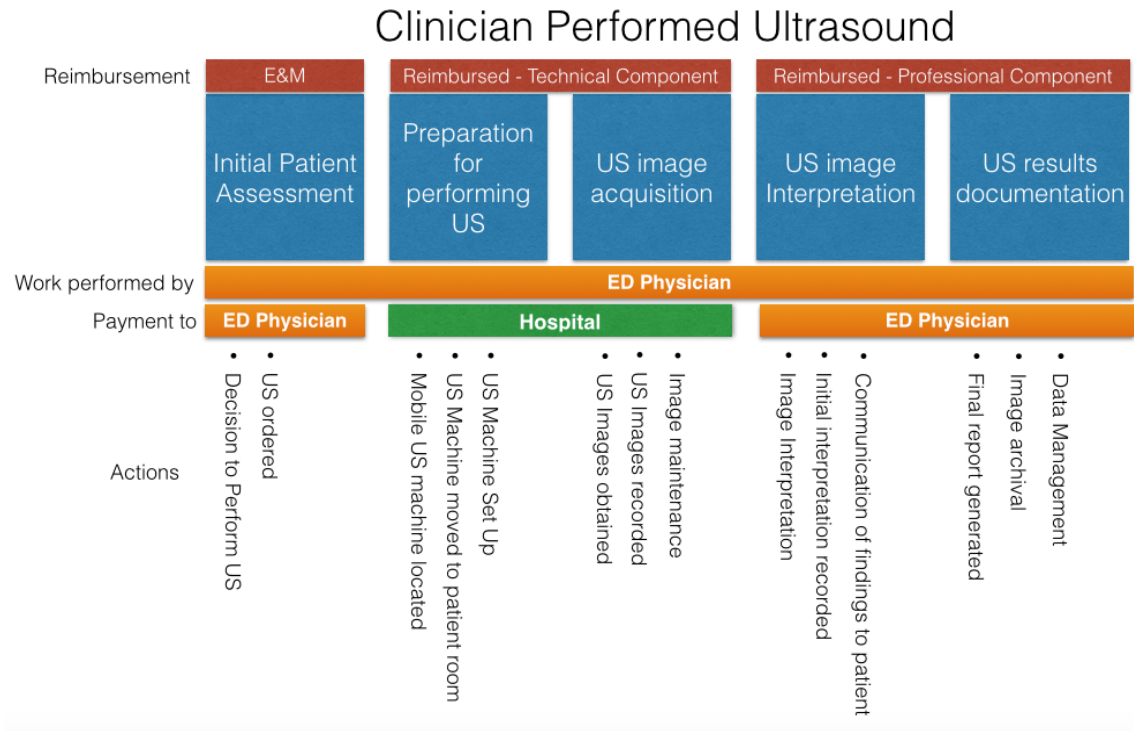 Clinician Performed Ultrasound
Reimbursement
E&M
Reimbursed - Technical Component
Reimbursed - Professional Component
Initial Patient
Assessment
Preparation
for
performing
US
US image
acquisition
US image
Interpretation
US results
documentation
Work performed by
ED Physician
Payment to
ED Physician
Hospital
ED Physician
Actions
• Decision to Perform US
• US ordered
• Mobile US machine located
• US Machine moved to patient room
• US Machine Set Up
• US Images obtained
• US Images recorded
• Image maintenance
• Image Interpretation
• Initial interpretation recorded
• Communication of findings to patient
• Final report generated
• Image archival
• Data Management